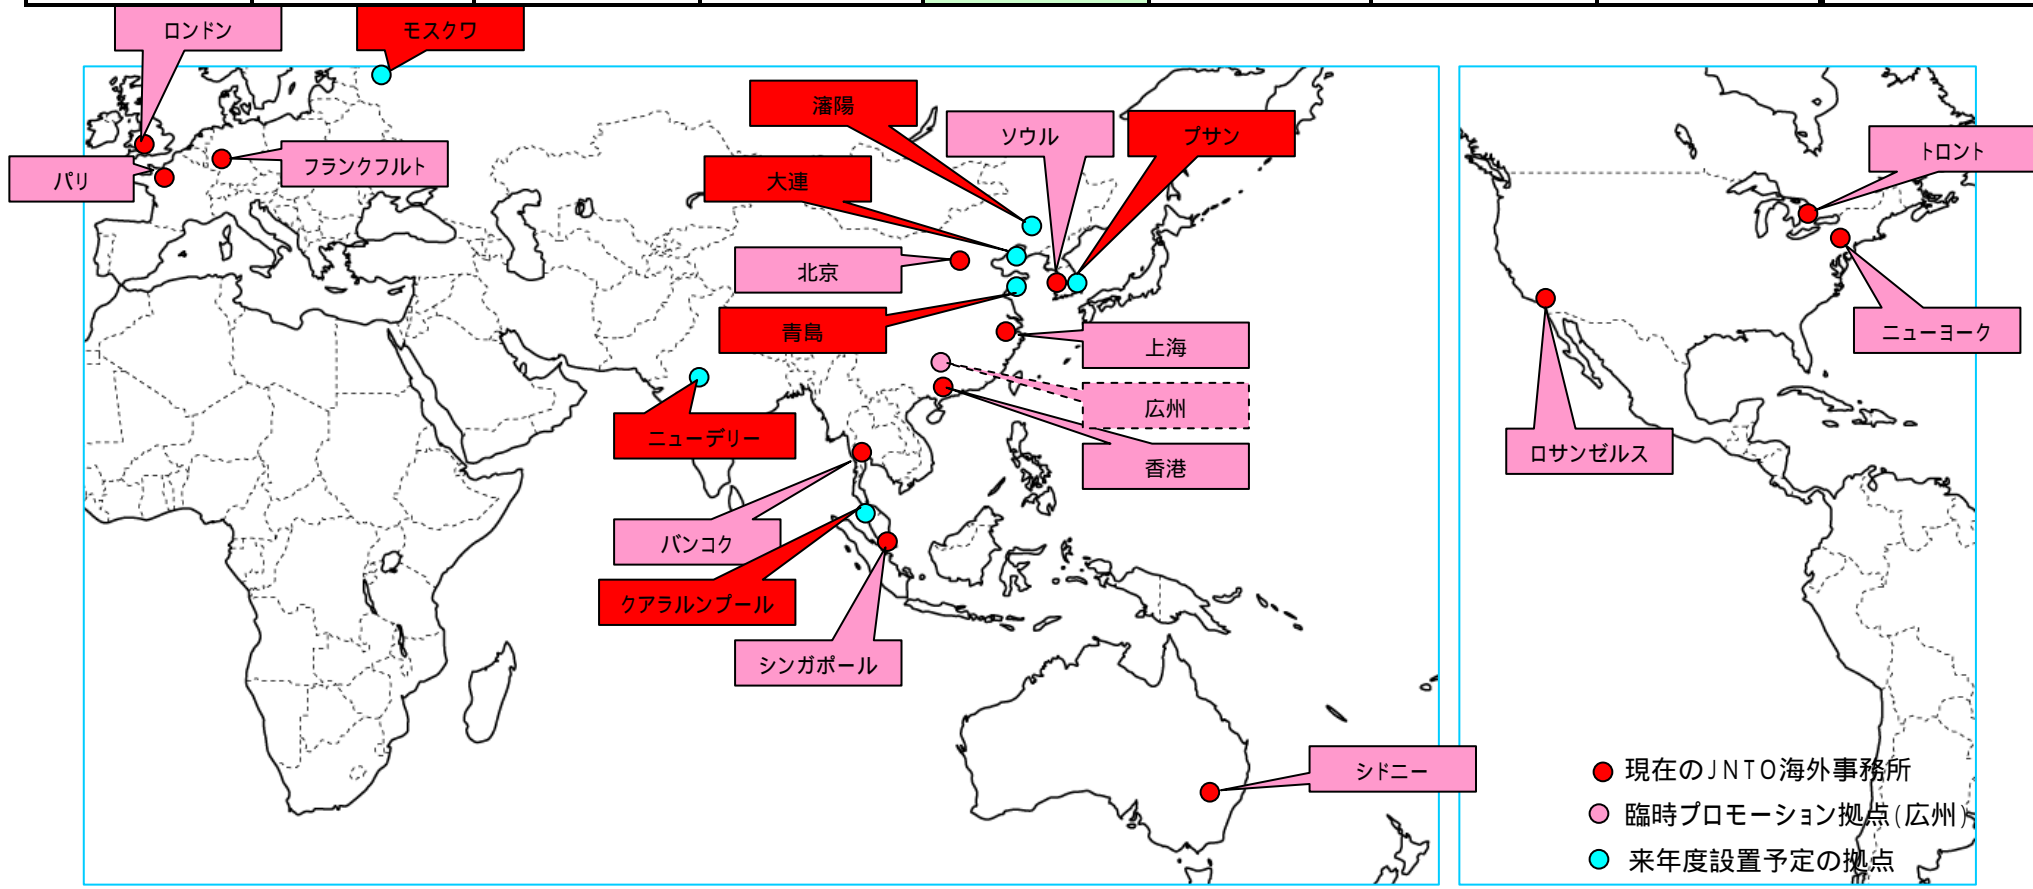 ロンドン
モスクワ
瀋陽
ソウル
プサン
トロント
フランクフルト
パリ
大連
北京
青島
上海
ニューヨーク
広州
ニューデリー
香港
ロサンゼルス
バンコク
クアラルンプール
シンガポール
シドニー
現在のJNTO海外事務所
臨時プロモーション拠点(広州)
来年度設置予定の拠点